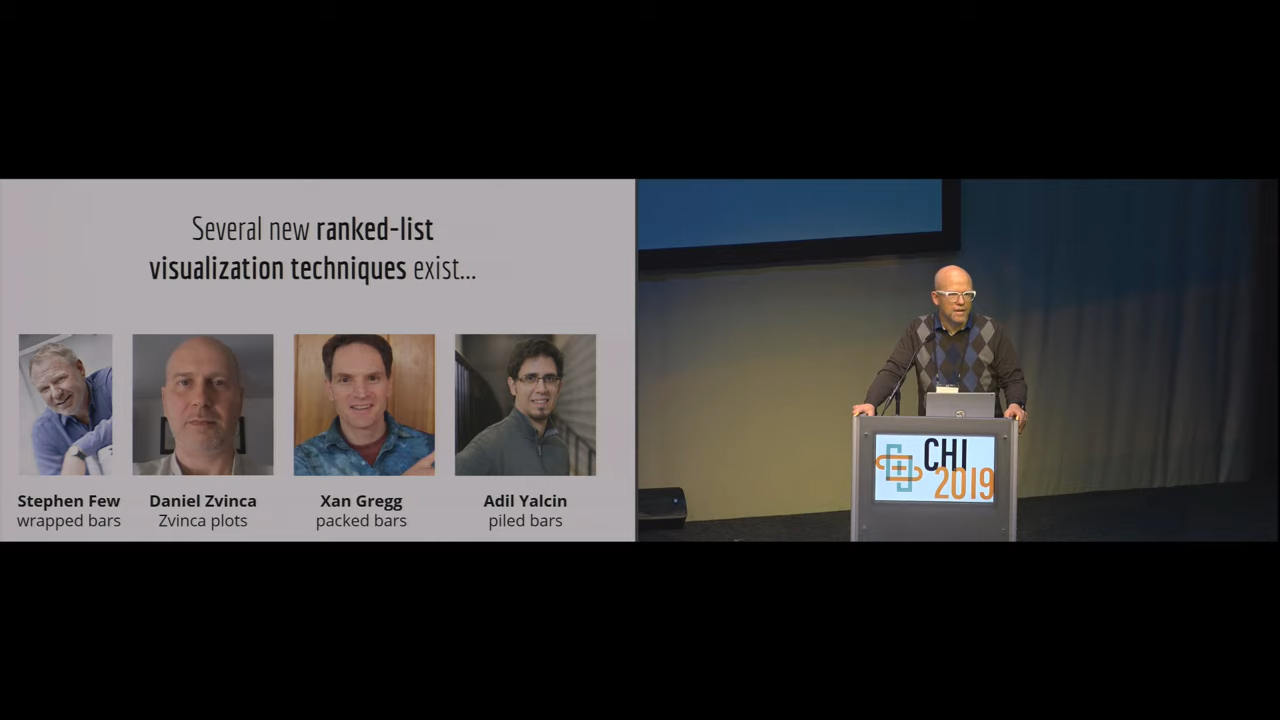 Several new ranked-list
visualization techniques exist...
Stephen Few
wrapped bars
Daniel Zvinca
Zvinca plots
Xan Gregg
packed bars
Adil Yalcin
piled bars
CHI
2019